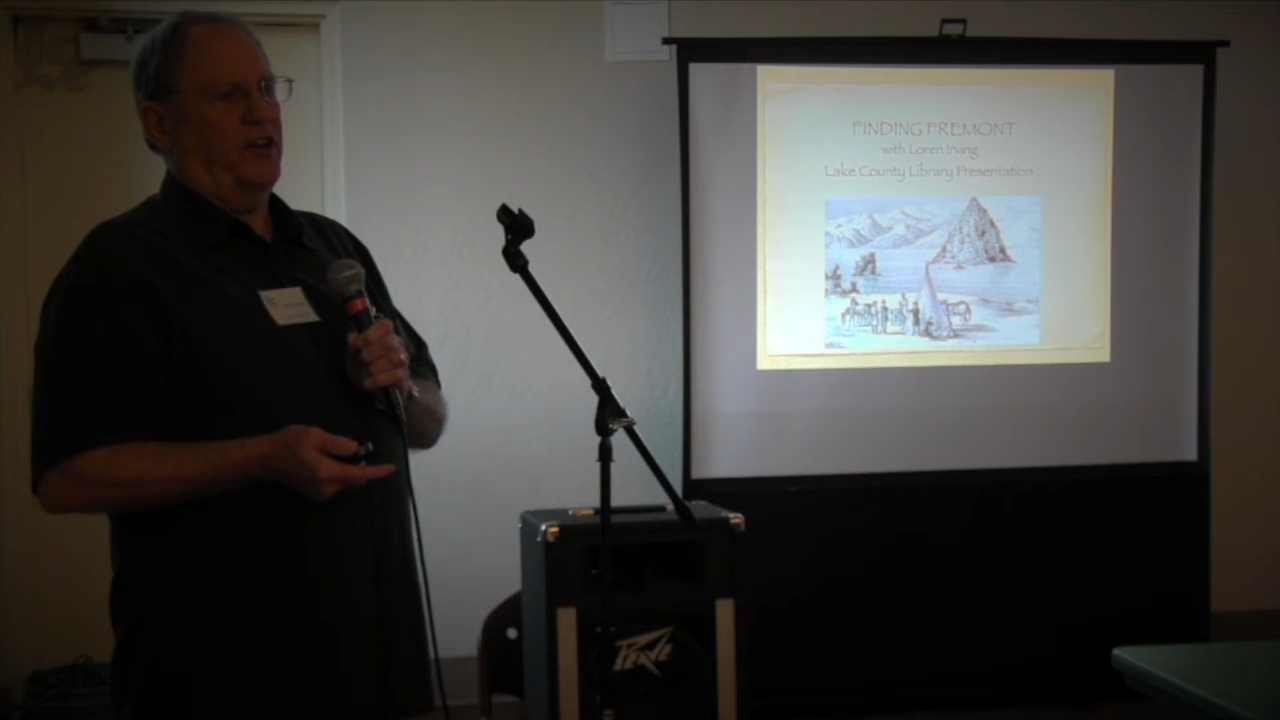 FINDING FREMONT
with Loren Irving
Lake County Library Presentation
PEAVEY